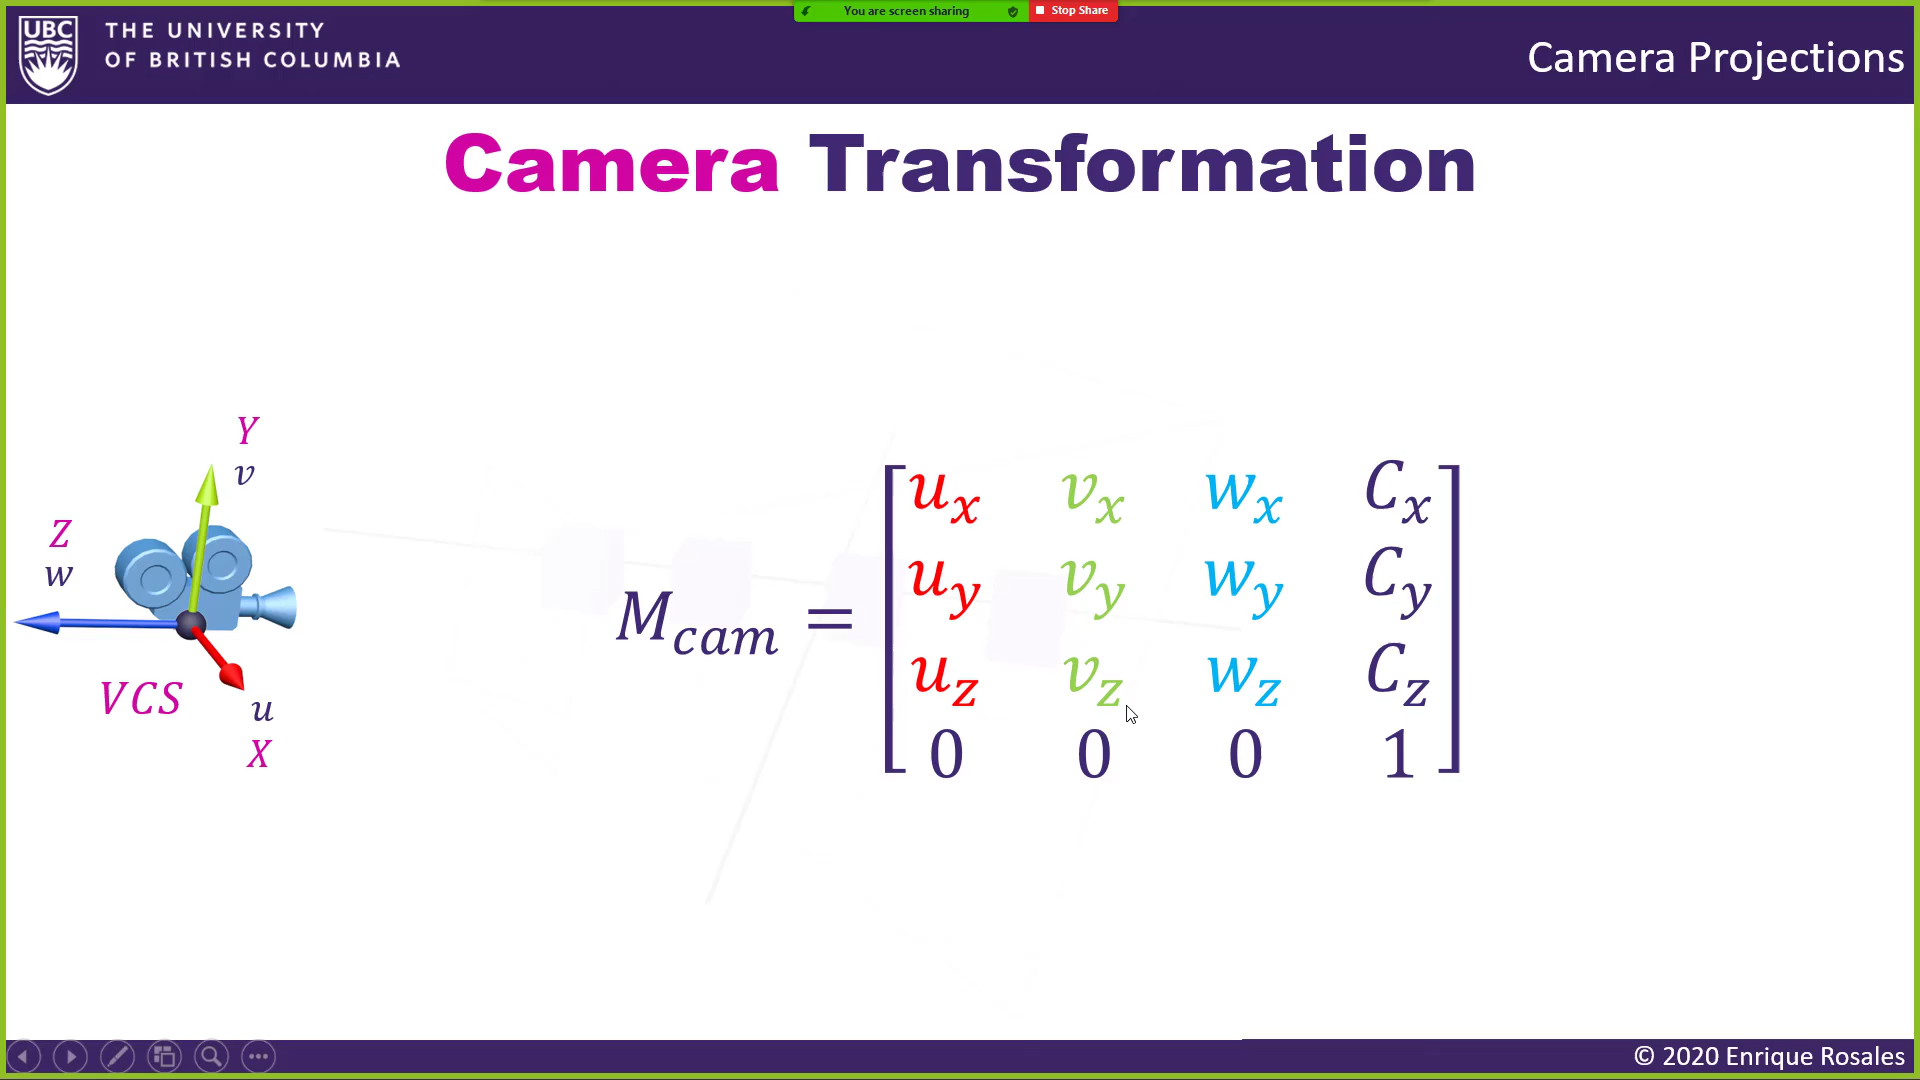 You are screen sharing Stop Share
UBC
THE UNIVERSITY
OF BRITISH COLUMBIA
Camera Projections
Camera Transformation
Y
v
Z
w
VCS
u
X
M_cam =
u_x v_x w_x C_x
u_y v_y w_y C_y
u_z v_z w_z C_z
0 0 0 1
© 2020 Enrique Rosales